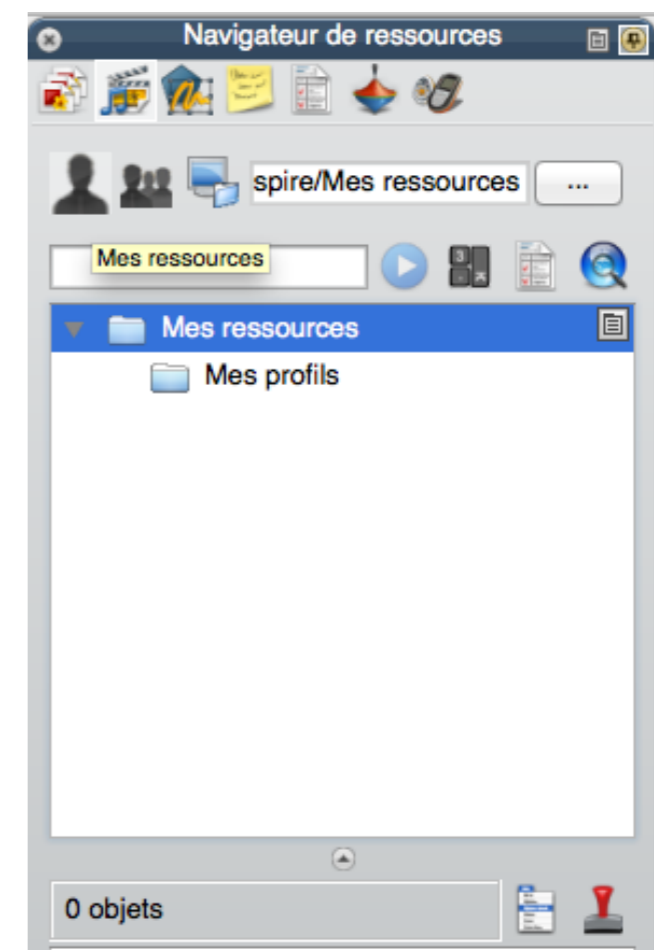 Navigateur de ressources
spire/Mes ressources ...
Mes ressources
Mes ressources
Mes profils
0 objets